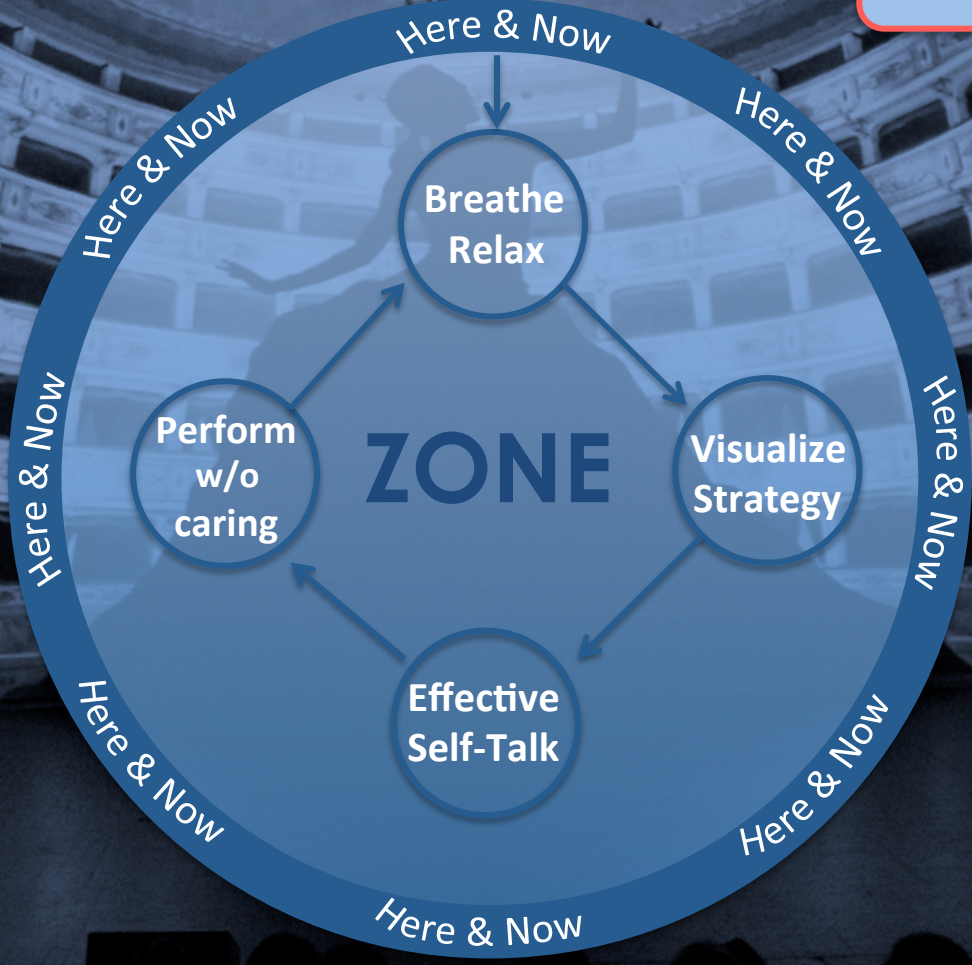 Here & Now
Here & Now
Here & Now
Breathe
Relax
Here & Now
Perform
w/o
caring
ZONE
Visualize
Strategy
Here & Now
Effective
Self-Talk
Here & Now
Here & Now
Here & Now